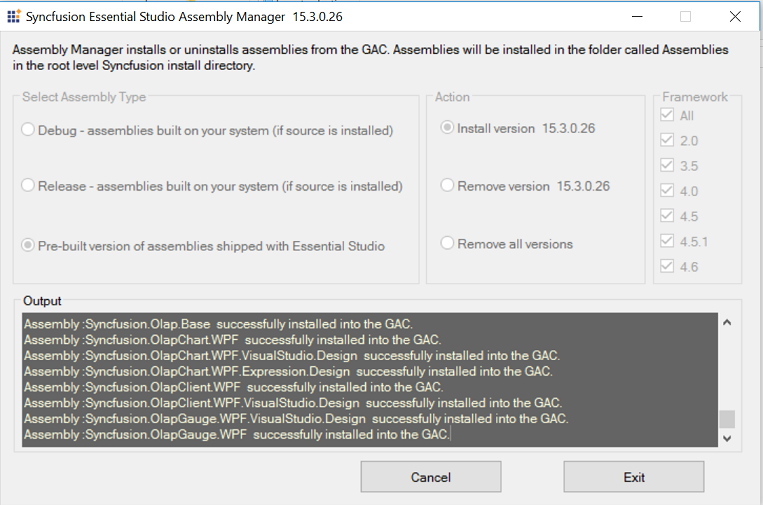 Syncfusion Essential Studio Assembly Manager 15.3.0.26
Assembly Manager installs or uninstalls assemblies from the GAC. Assemblies will be installed in the folder called Assemblies
in the root level Syncfusion install directory.
Select Assembly Type
Debug - assemblies built on your system (if source is installed)
Release - assemblies built on your system (if source is installed)
Pre-built version of assemblies shipped with Essential Studio
Action
Install version 15.3.0.26
Remove version 15.3.0.26
Remove all versions
Framework
All
2.0
3.5
4.0
4.5
4.5.1
4.6
Output
Assembly :Syncfusion.Olap.Base successfully installed into the GAC.
Assembly :Syncfusion.OlapChart.WPF successfully installed into the GAC.
Assembly :Syncfusion.OlapChart.WPF.VisualStudio.Design successfully installed into the GAC.
Assembly :Syncfusion.OlapChart.WPF.Expression.Design successfully installed into the GAC.
Assembly :Syncfusion.OlapClient.WPF successfully installed into the GAC.
Assembly :Syncfusion.OlapClient.WPF.VisualStudio.Design successfully installed into the GAC.
Assembly :Syncfusion.OlapGauge.WPF.VisualStudio.Design successfully installed into the GAC.
Assembly :Syncfusion.OlapGauge.WPF successfully installed into the GAC.
Cancel
Exit